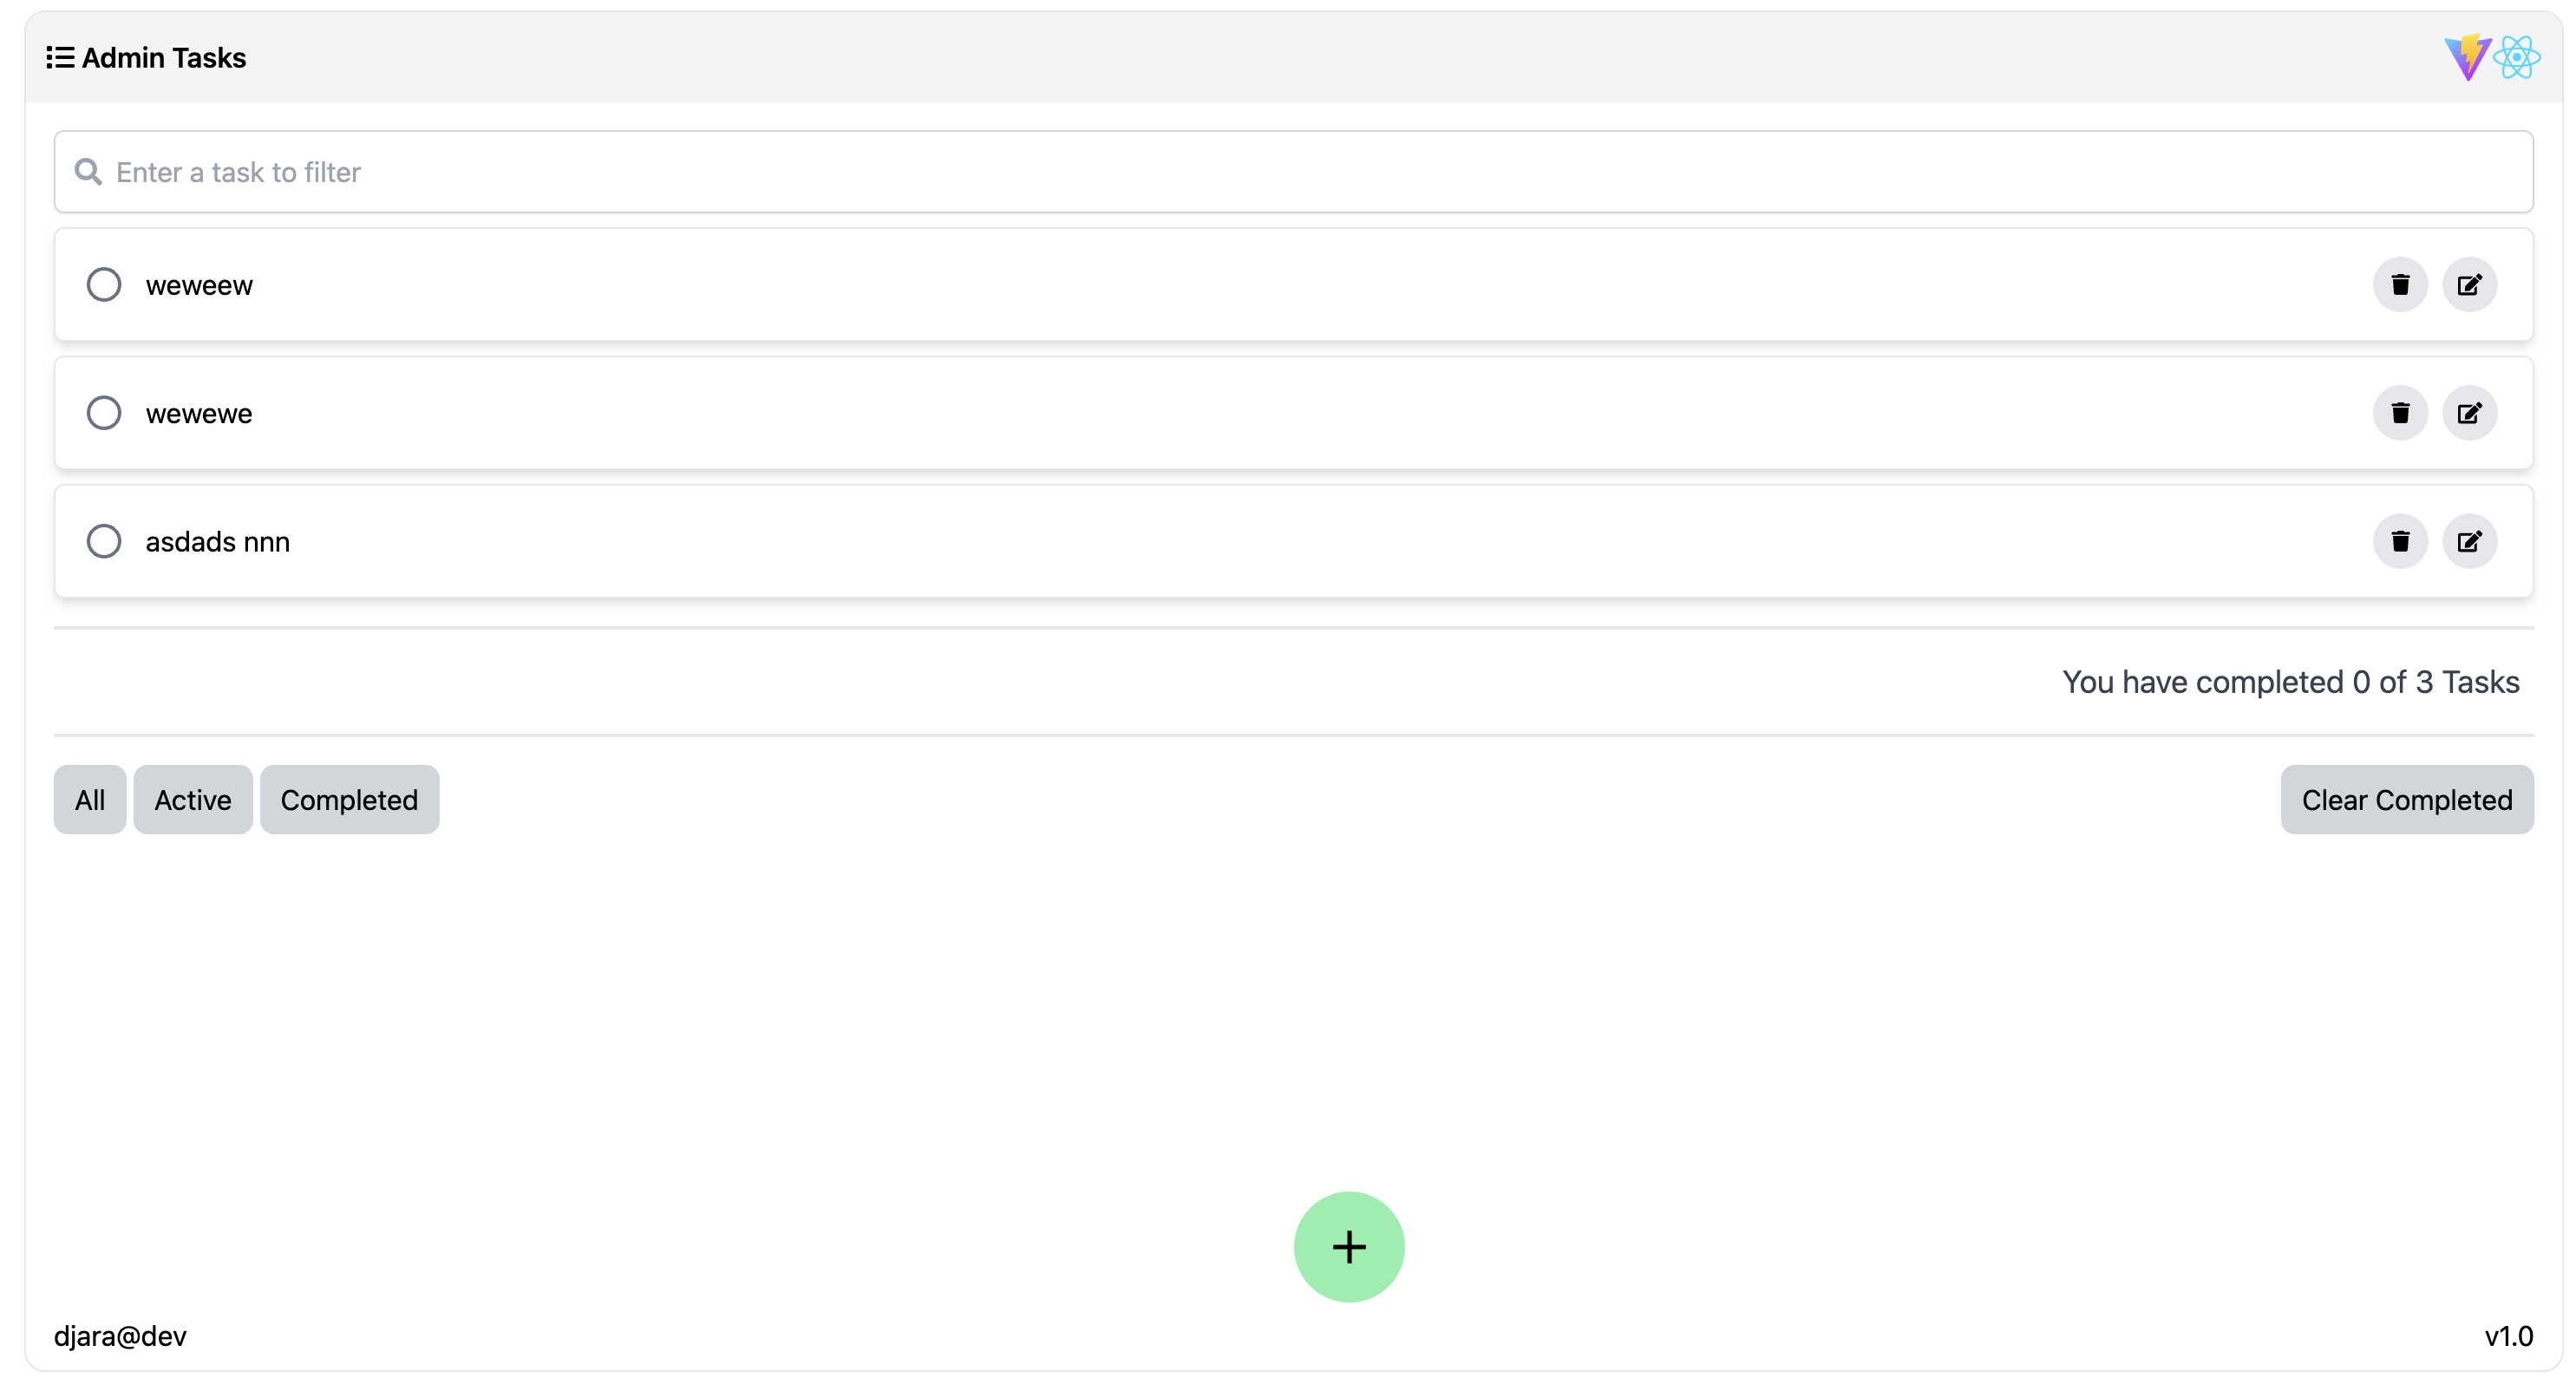 Admin Tasks
Enter a task to filter
weweew
wewewe
asdads nnn
You have completed 0 of 3 Tasks
All Active Completed Clear Completed
djara@dev v1.0